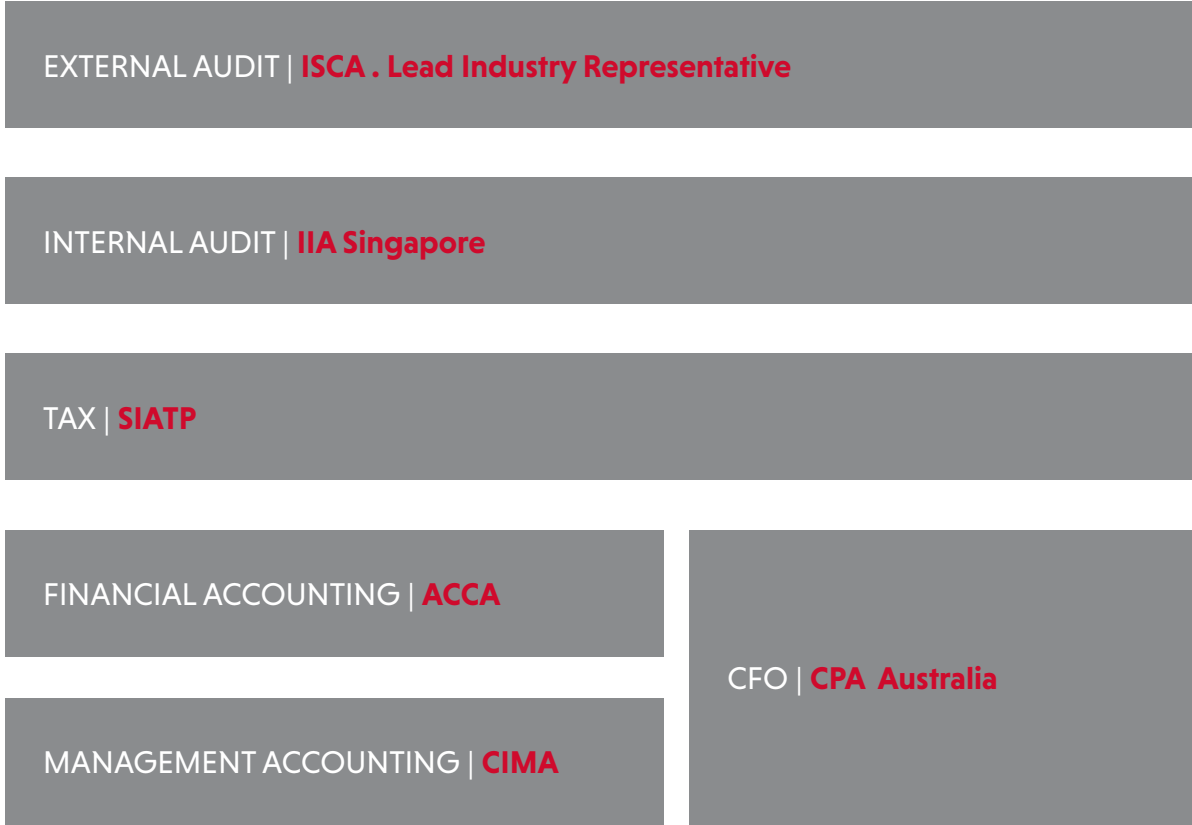 EXTERNAL AUDIT | ISCA . Lead Industry Representative
INTERNAL AUDIT | IIA Singapore
TAX | SIATP
FINANCIAL ACCOUNTING | ACCA
CFO | CPA Australia
MANAGEMENT ACCOUNTING | CIMA